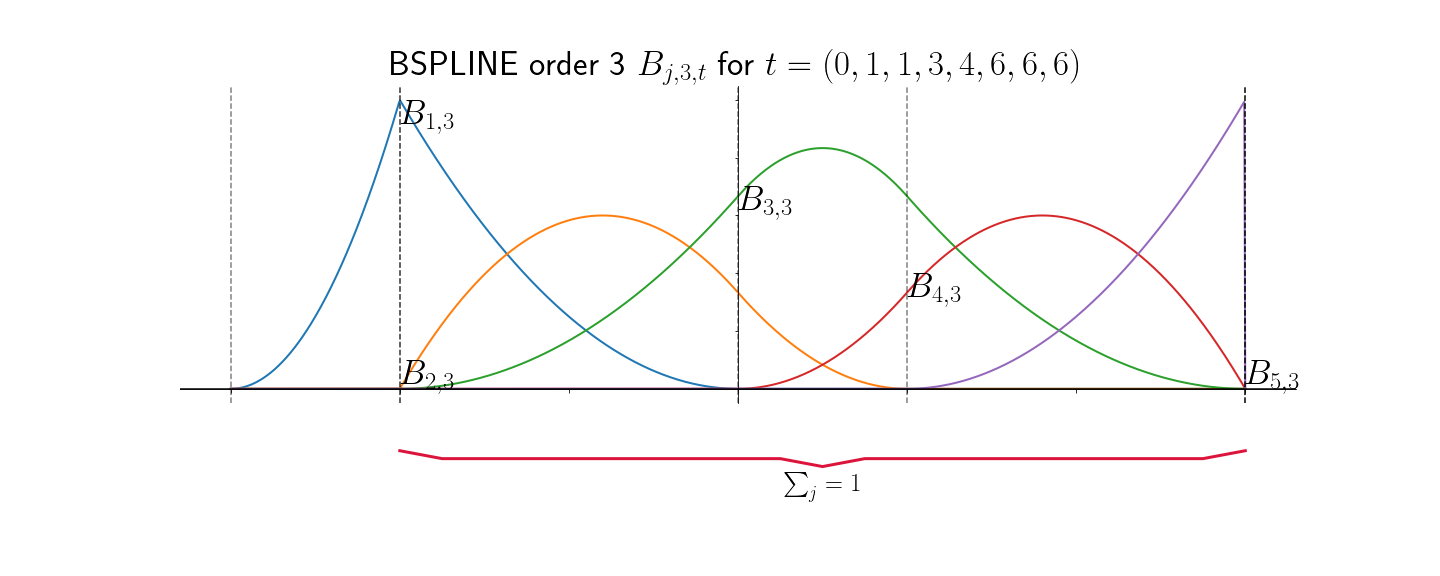 BSPLINE order 3 $B_{j,3,t}$ for $t = (0, 1, 1, 3, 4, 6, 6, 6)$
$B_{1,3}$
$B_{3,3}$
$B_{4,3}$
$B_{2,3}$
$B_{5,3}$
$\sum_j = 1$